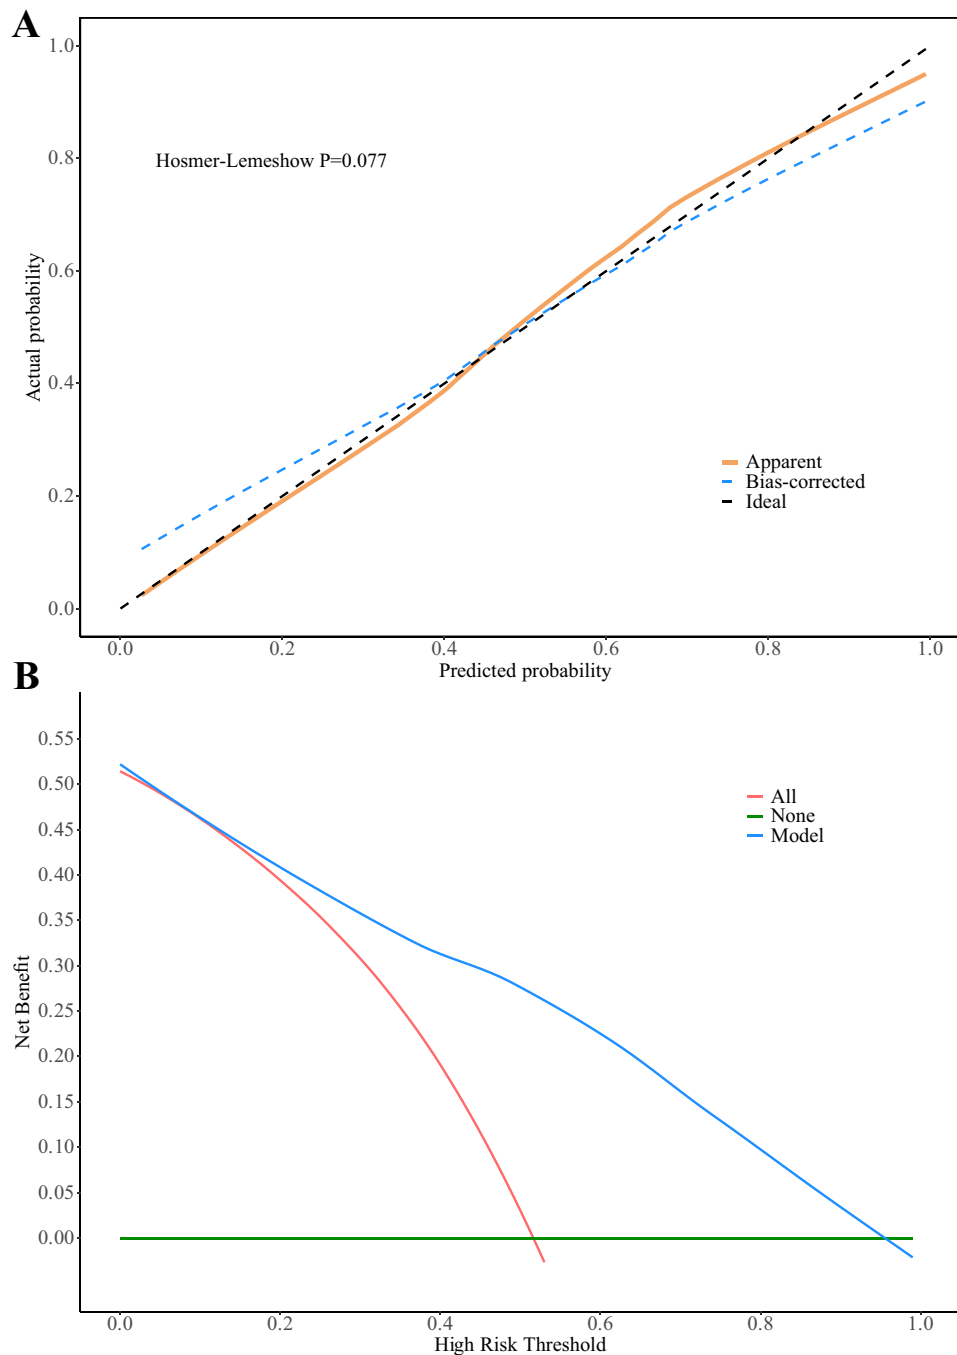 A
1.0
0.8
Hosmer-Lemeshow P=0.077
Actual probability
0.6
0.4
Apparent
Bias-corrected
Ideal
0.2
0.0
0.0 0.2 0.4 0.6 0.8 1.0
Predicted probability
B
0.55
0.50
All
None
Model
0.45
0.40
0.35
0.30
Net Benefit
0.25
0.20
0.15
0.10
0.05
0.00
0.0 0.2 0.4 0.6 0.8 1.0
High Risk Threshold